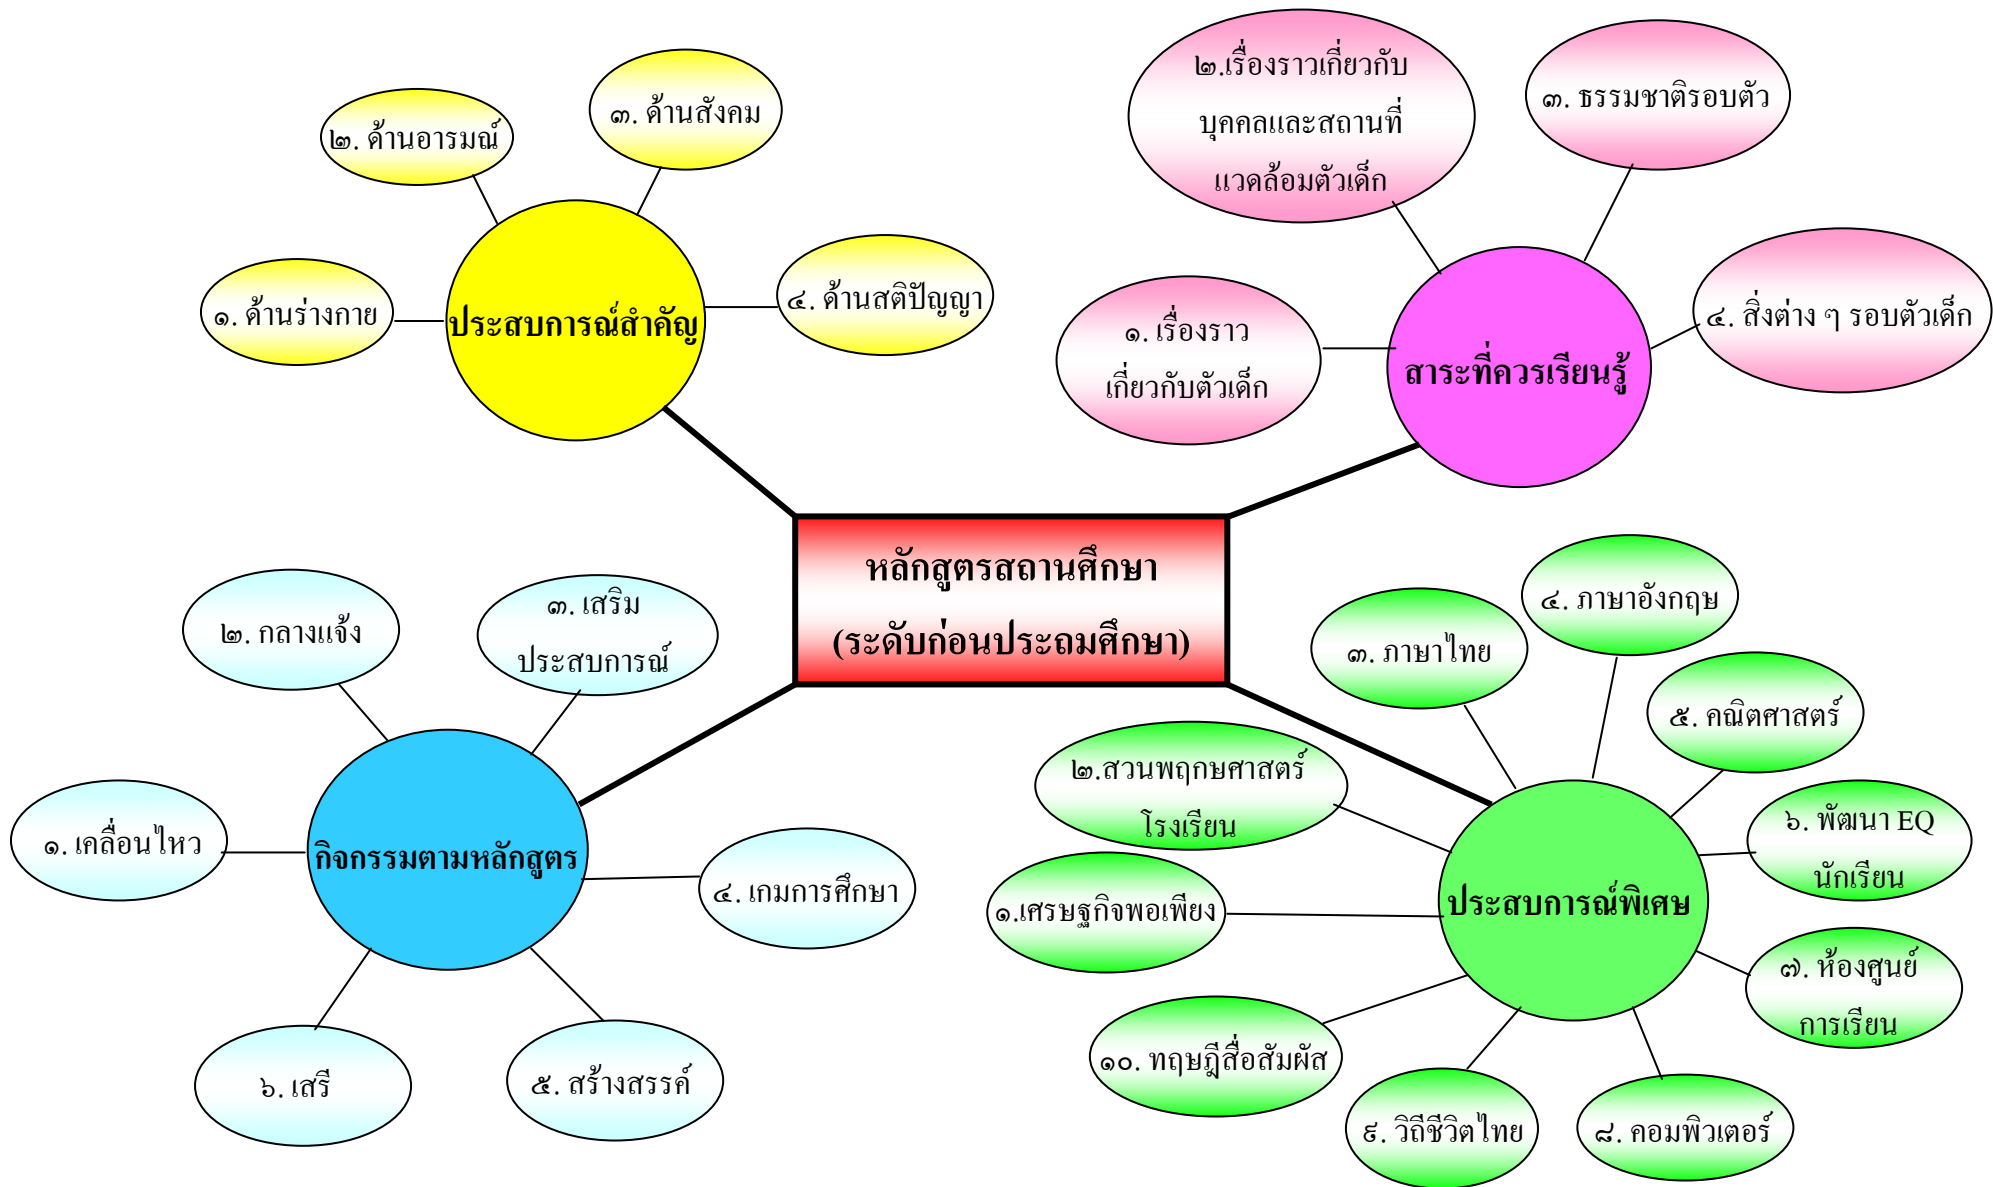 หลักสูตรสถานศึกษา
(ระดับก่อนประถมศึกษา)
ประสบการณ์สำคัญ
๑. ด้านร่างกาย
๒. ด้านอารมณ์
๓. ด้านสังคม
๔. ด้านสติปัญญา
สาระที่ควรเรียนรู้
๑. เรื่องราว
เกี่ยวกับตัวเด็ก
๒.เรื่องราวเกี่ยวกับ
บุคคลและสถานที่
แวดล้อมตัวเด็ก
๓. ธรรมชาติรอบตัว
๔. สิ่งต่าง ๆ รอบตัวเด็ก
กิจกรรมตามหลักสูตร
๑. เคลื่อนไหว
๒. กลางแจ้ง
๓. เสริม
ประสบการณ์
๔. เกมการศึกษา
๕. สร้างสรรค์
๖. เสรี
ประสบการณ์พิเศษ
๑.เศรษฐกิจพอเพียง
๒.สวนพฤกษศาสตร์
โรงเรียน
๓. ภาษาไทย
๔. ภาษาอังกฤษ
๕. คณิตศาสตร์
๖. พัฒนา EQ
นักเรียน
๗. ห้องศูนย์
การเรียน
๘. คอมพิวเตอร์
๙. วิถีชีวิตไทย
๑๐. ทฤษฎีสื่อสัมผัส